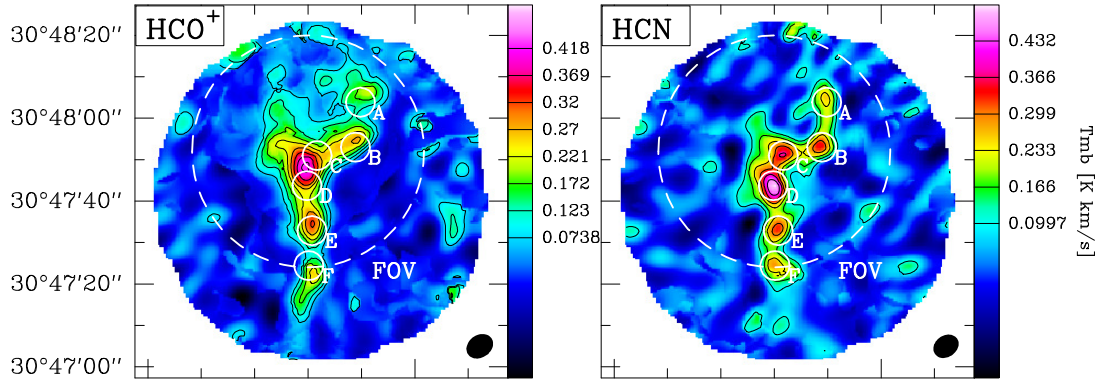 HCO+
HCN
30°48'20''
30°48'00''
30°47'40''
30°47'20''
30°47'00''
A
B
C
D
E
F
FOV
0.418
0.369
0.32
0.27
0.221
0.172
0.123
0.0738
A
B
C
D
E
F
FOV
0.432
0.366
0.299
0.233
0.166
0.0997
Tmb [K km/s]